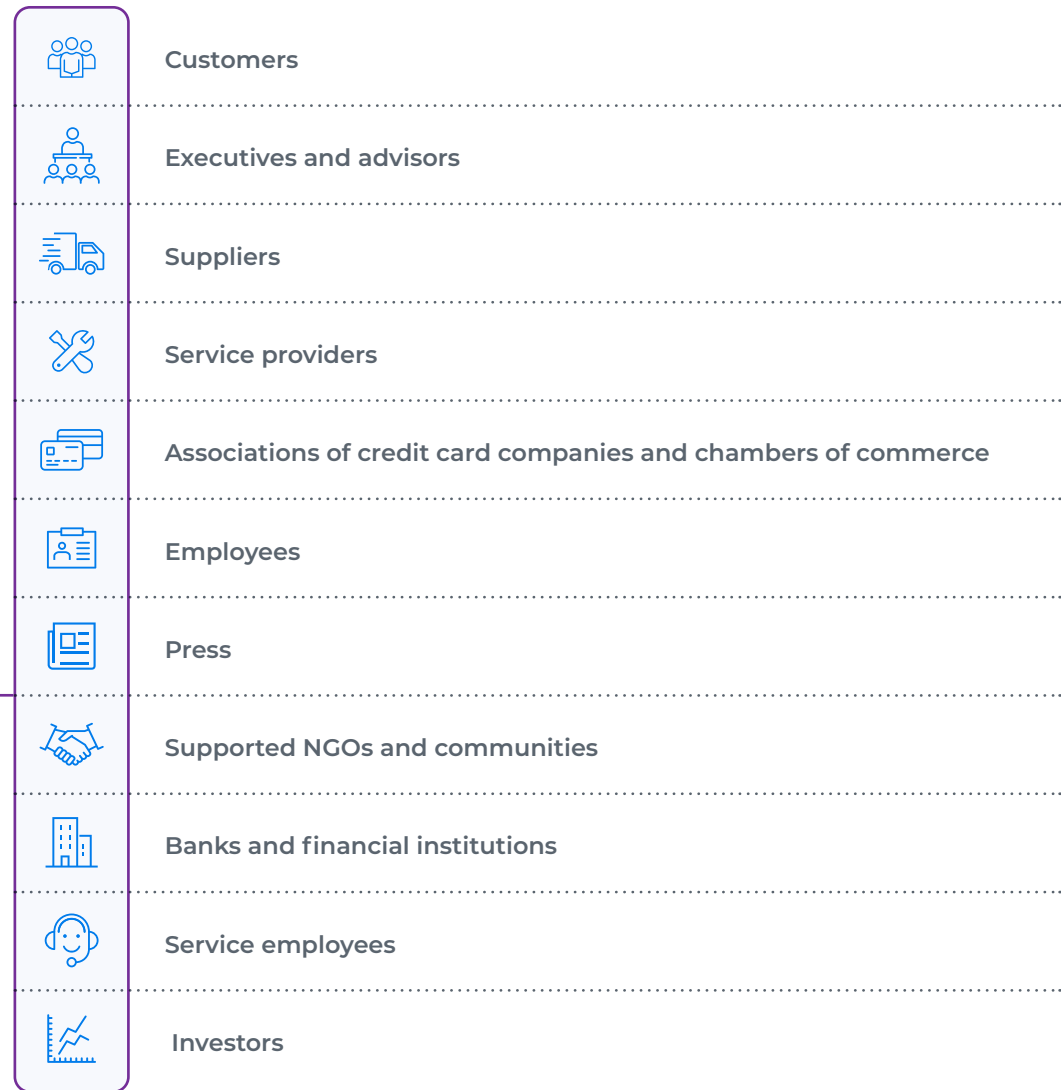 Customers
Executives and advisors
Suppliers
Service providers
Associations of credit card companies and chambers of commerce
Employees
Press
Supported NGOs and communities
Banks and financial institutions
Service employees
Investors